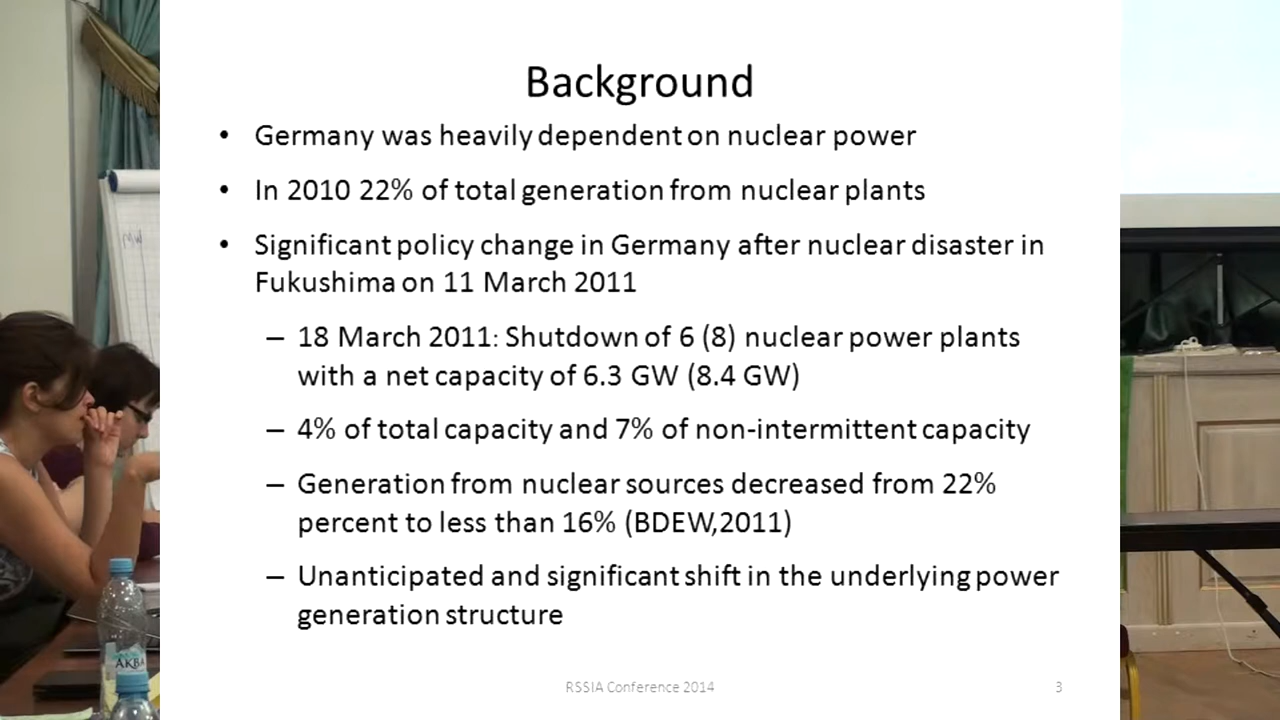 Background
• Germany was heavily dependent on nuclear power
• In 2010 22% of total generation from nuclear plants
• Significant policy change in Germany after nuclear disaster in
Fukushima on 11 March 2011
– 18 March 2011: Shutdown of 6 (8) nuclear power plants
with a net capacity of 6.3 GW (8.4 GW)
– 4% of total capacity and 7% of non-intermittent capacity
– Generation from nuclear sources decreased from 22%
percent to less than 16% (BDEW,2011)
– Unanticipated and significant shift in the underlying power
generation structure
RSSIA Conference 2014
3